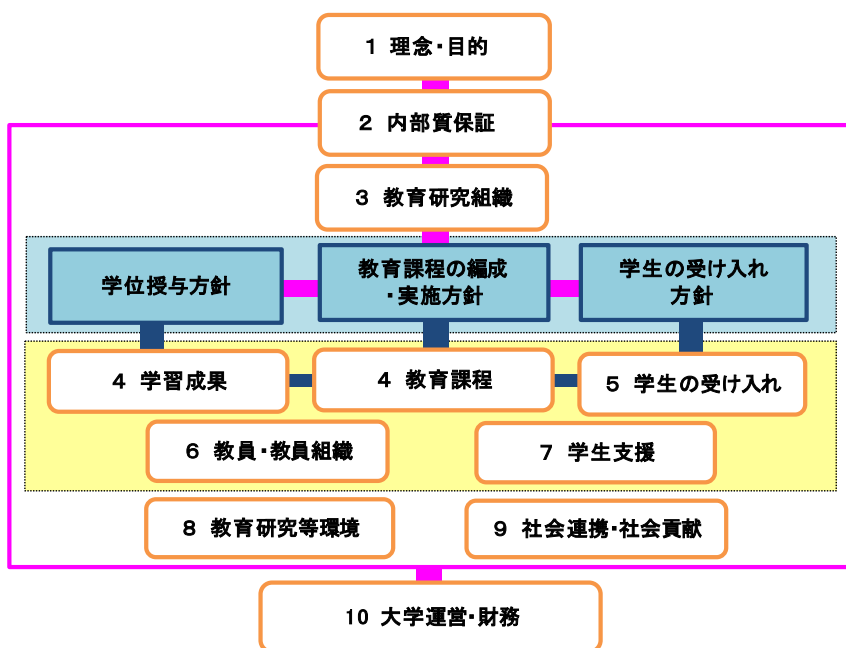 1 理念・目的
2 内部質保証
3 教育研究組織
学位授与方針
教育課程の編成
・実施方針
学生の受け入れ
方針
4 学習成果
4 教育課程
5 学生の受け入れ
6 教員・教員組織
7 学生支援
8 教育研究等環境
9 社会連携・社会貢献
10 大学運営・財務